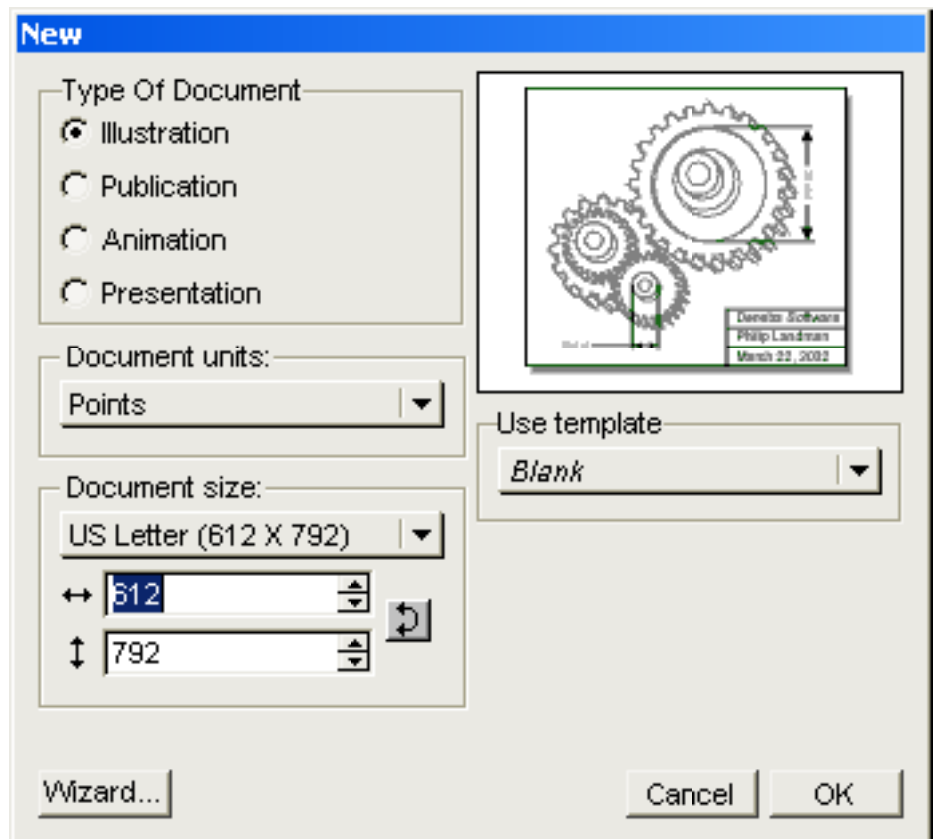 New
Type Of Document
Illustration
Publication
Animation
Presentation
Document units:
Points
Document size:
US Letter (612 X 792)
612
792
Software
Philip Landman
March 22, 2002
Use template
Blank
Wizard...
Cancel
OK